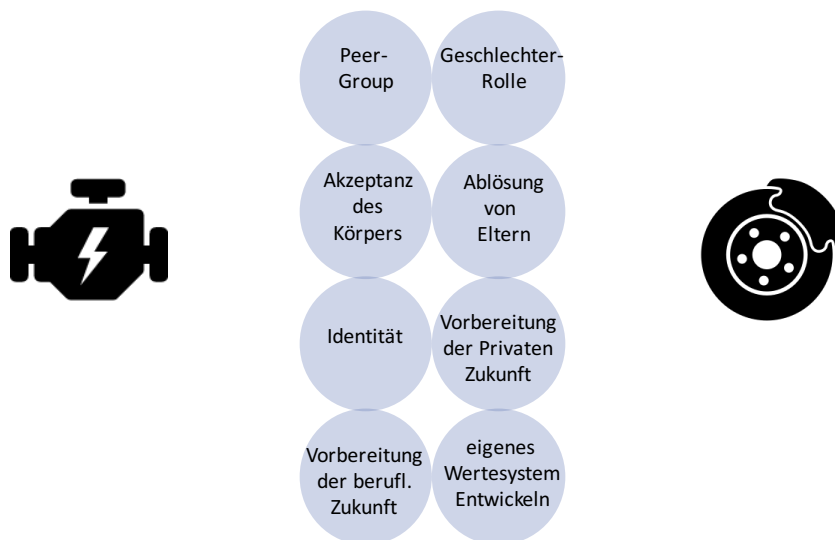 Peer-
Group
Geschlechter-
Rolle
Akzeptanz
des
Körpers
Ablösung
von
Eltern
Identität
Vorbereitung
der Privaten
Zukunft
Vorbereitung
der berufl.
Zukunft
eigenes
Wertesystem
Entwickeln